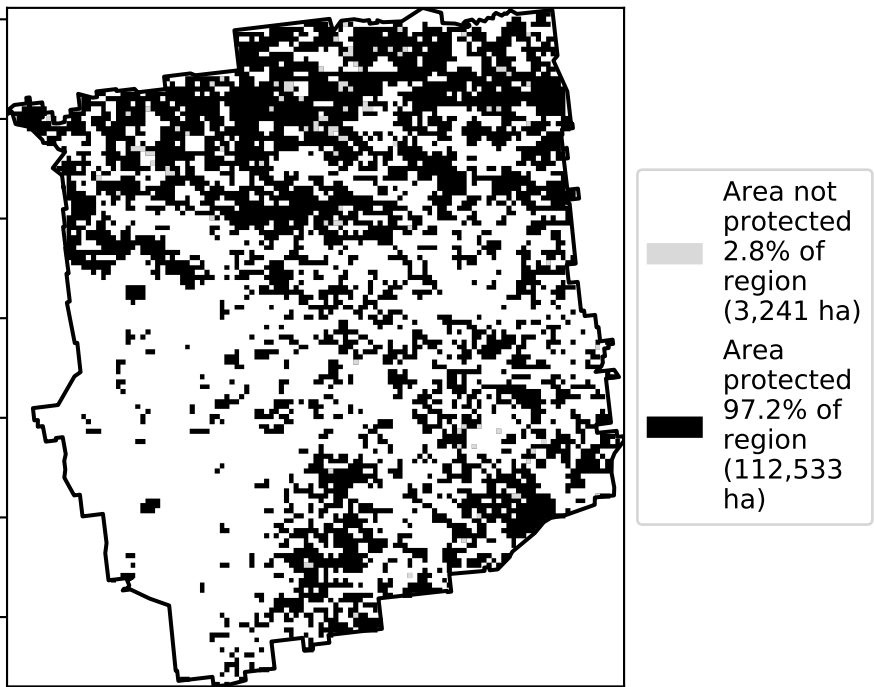 Area not
protected
2.8% of
region
(3,241 ha)
Area
protected
97.2% of
region
(112,533
ha)